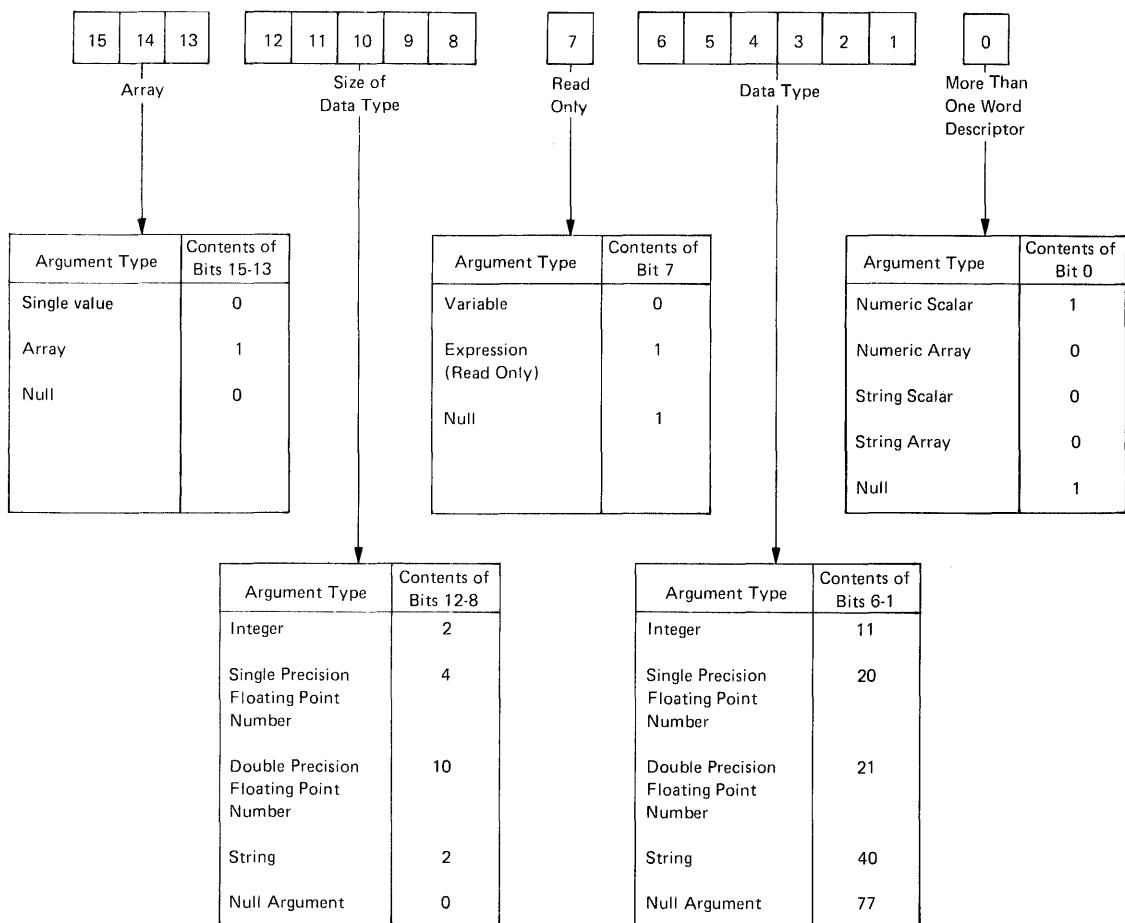 15 14 13 12 11 10 9 8 7 6 5 4 3 2 1 0
Array
Size of
Data Type
Read
Only
Data Type
More Than
One Word
Descriptor
Argument Type Contents of
Bits 15-13
Single value 0
Array 1
Null 0
Argument Type Contents of
Bit 7
Variable 0
Expression 1
(Read Only)
Null 1
Argument Type Contents of
Bit 0
Numeric Scalar 1
Numeric Array 0
String Scalar 0
String Array 0
Null 1
Argument Type Contents of
Bits 12-8
Integer 2
Single Precision 4
Floating Point
Number
Double Precision 10
Floating Point
Number
String 2
Null Argument 0
Argument Type Contents of
Bits 6-1
Integer 11
Single Precision 20
Floating Point
Number
Double Precision 21
Floating Point
Number
String 40
Null Argument 77